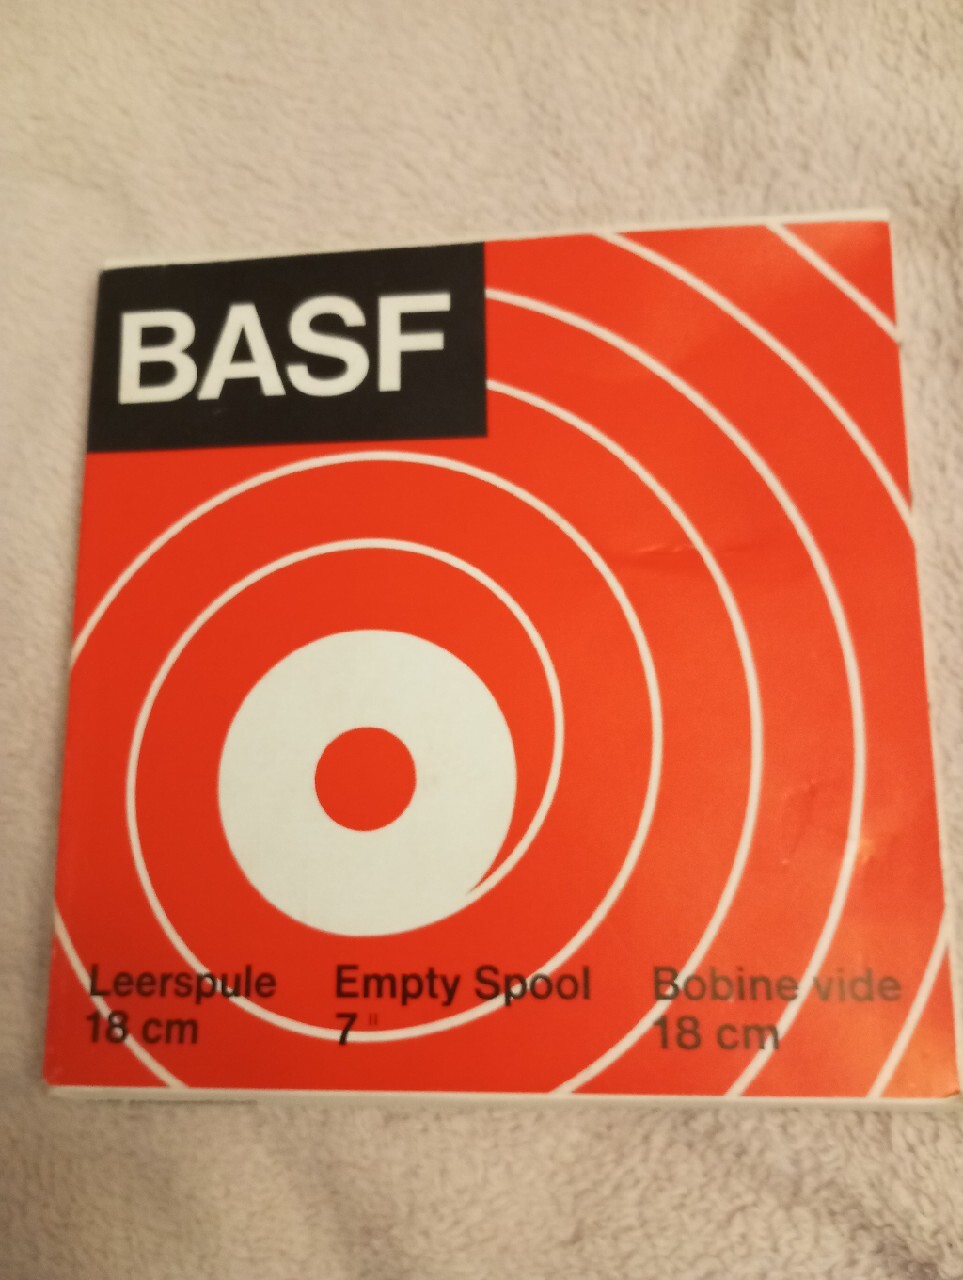 BASF
Leerspule Empty Spool Bobine vide
18 cm 7" 18 cm